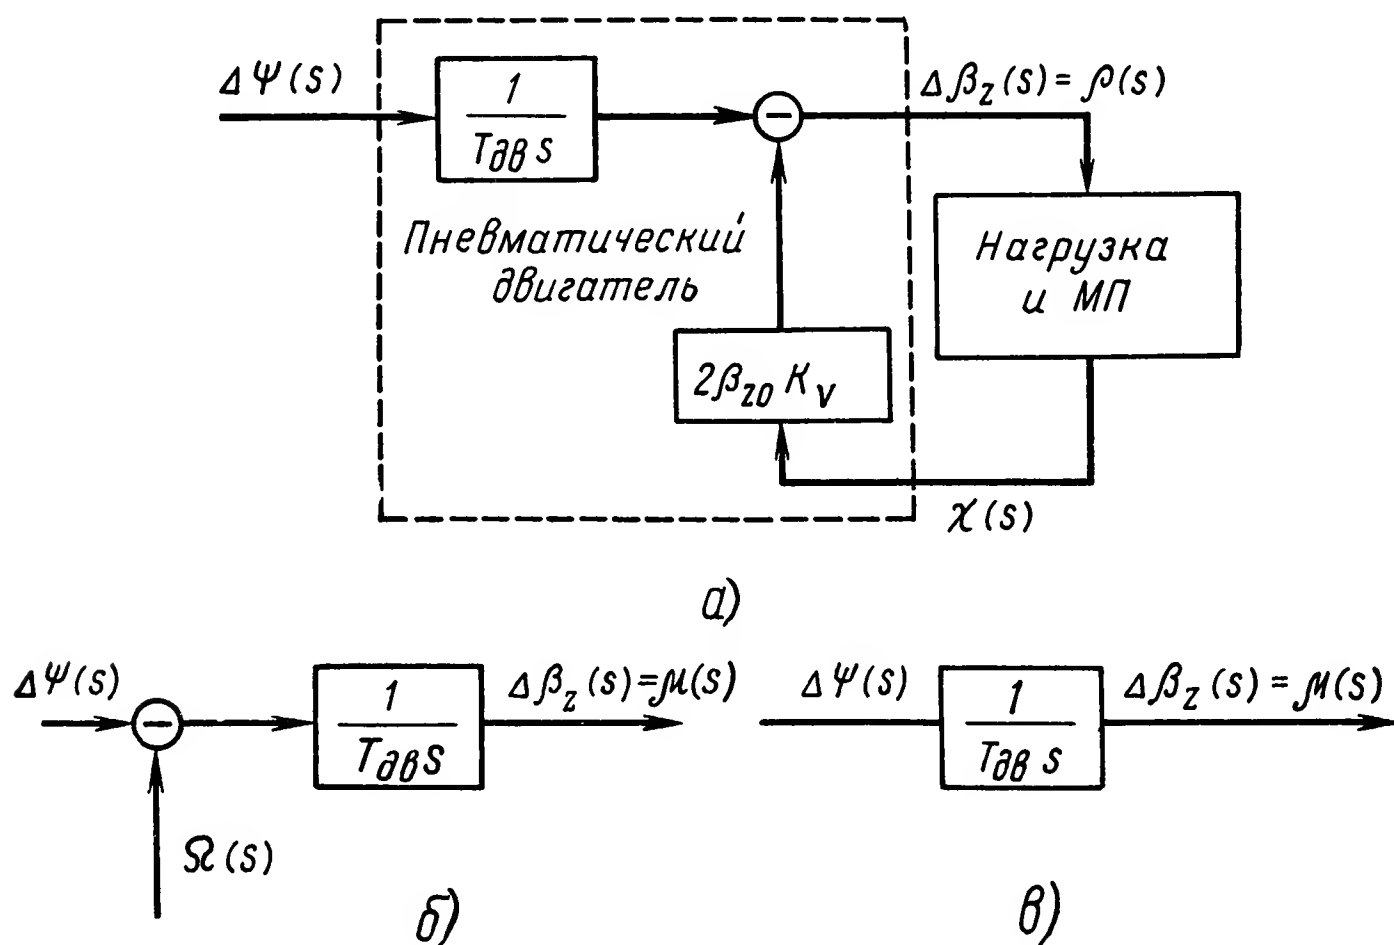 ΔΨ(s)
1
Tдв s
−
Δβz(s)=ρ(s)
Пневматический
двигатель
Нагрузка
и МП
2βz0 Kv
χ(s)
а)
ΔΨ(s)
−
1
Tдв s
Δβz(s)=μ(s)
Ω(s)
б)
ΔΨ(s)
1
Tдв s
Δβz(s)=μ(s)
в)